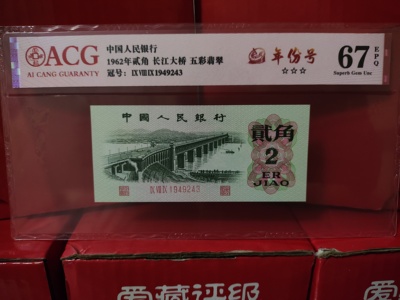 ACG
AI CANG GUARANTY
中国人民银行
1962年贰角 长江大桥 五彩翡翠
冠号: IX VIII IX 1949243
年份号
☆☆☆
67 EPQ
Superb Gem Unc
中國人民銀行
貳角
2
ER
JIAO
IX VIII IX 1949243
爱藏评级